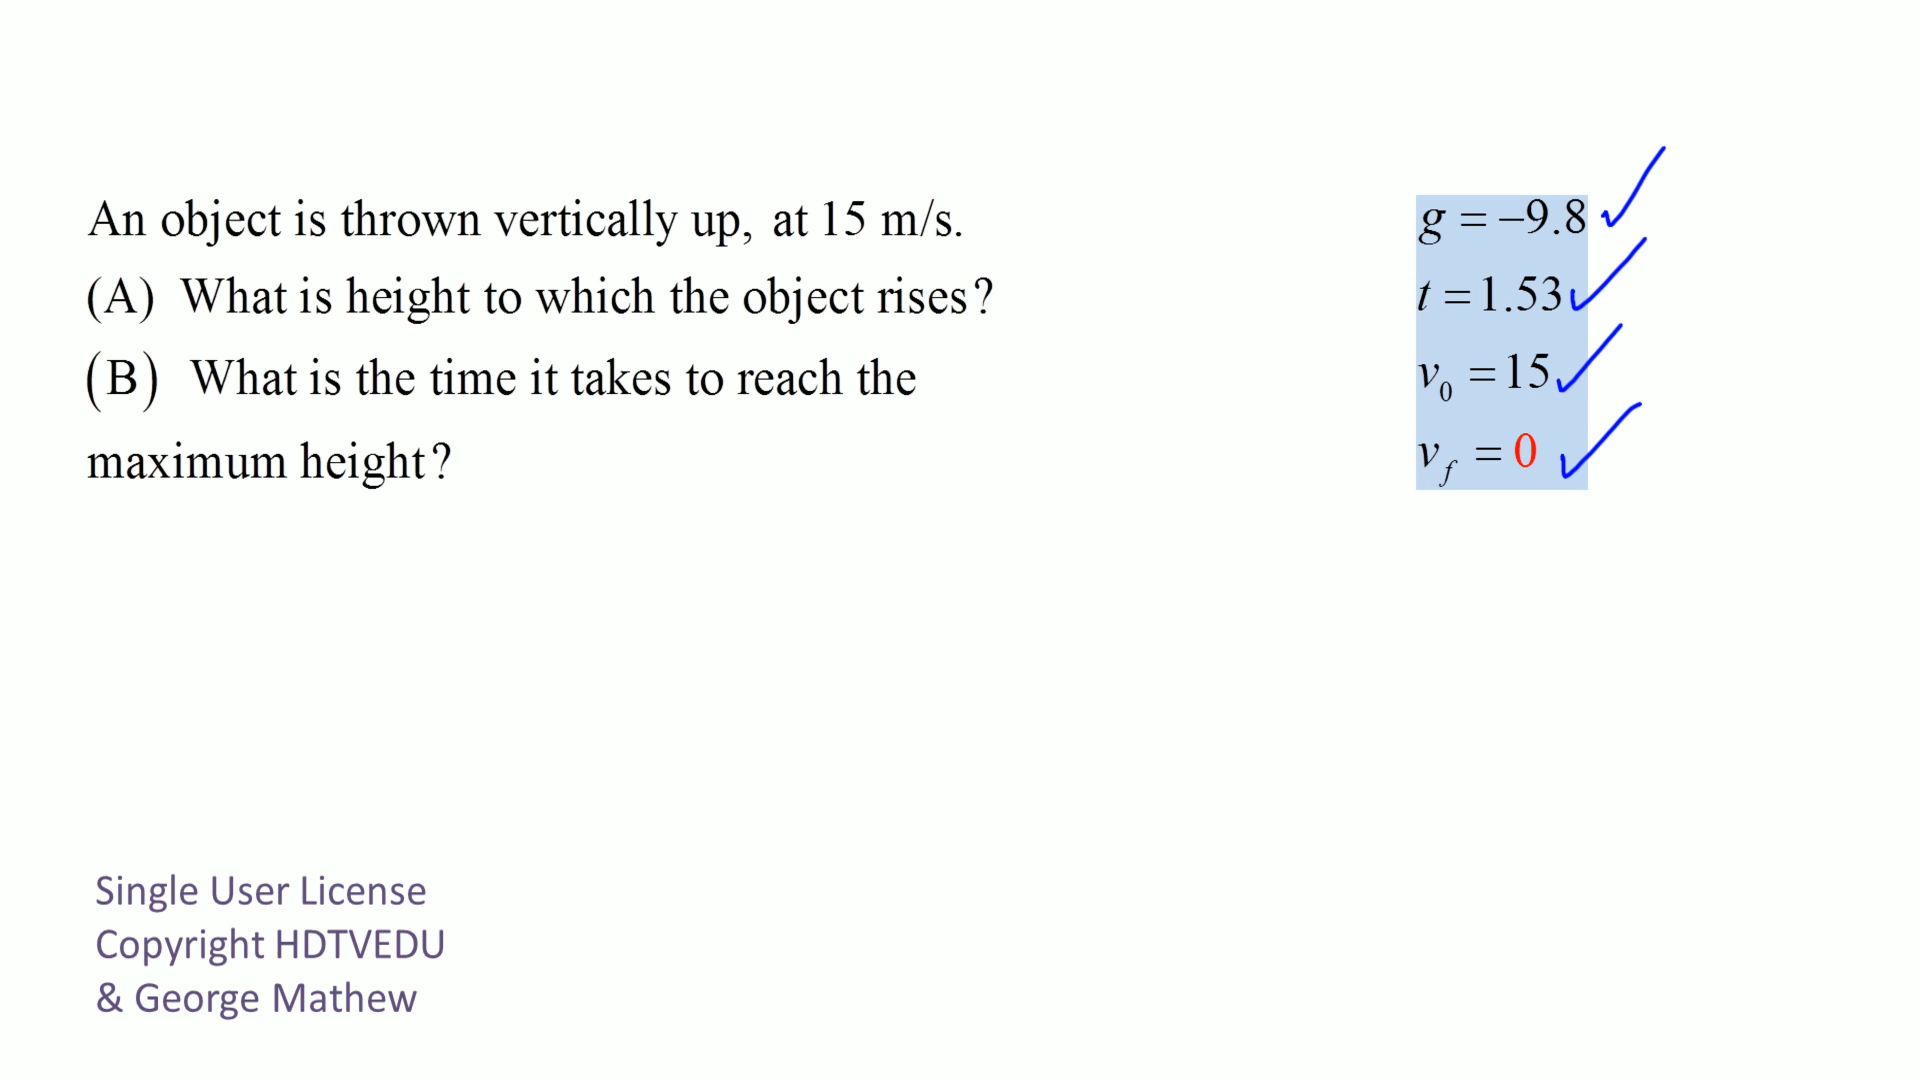 An object is thrown vertically up, at 15 m/s.
(A) What is height to which the object rises?
(B) What is the time it takes to reach the
maximum height?
g = –9.8
t = 1.53
v₀ = 15
v_f = 0
Single User License
Copyright HDTVEDU
& George Mathew